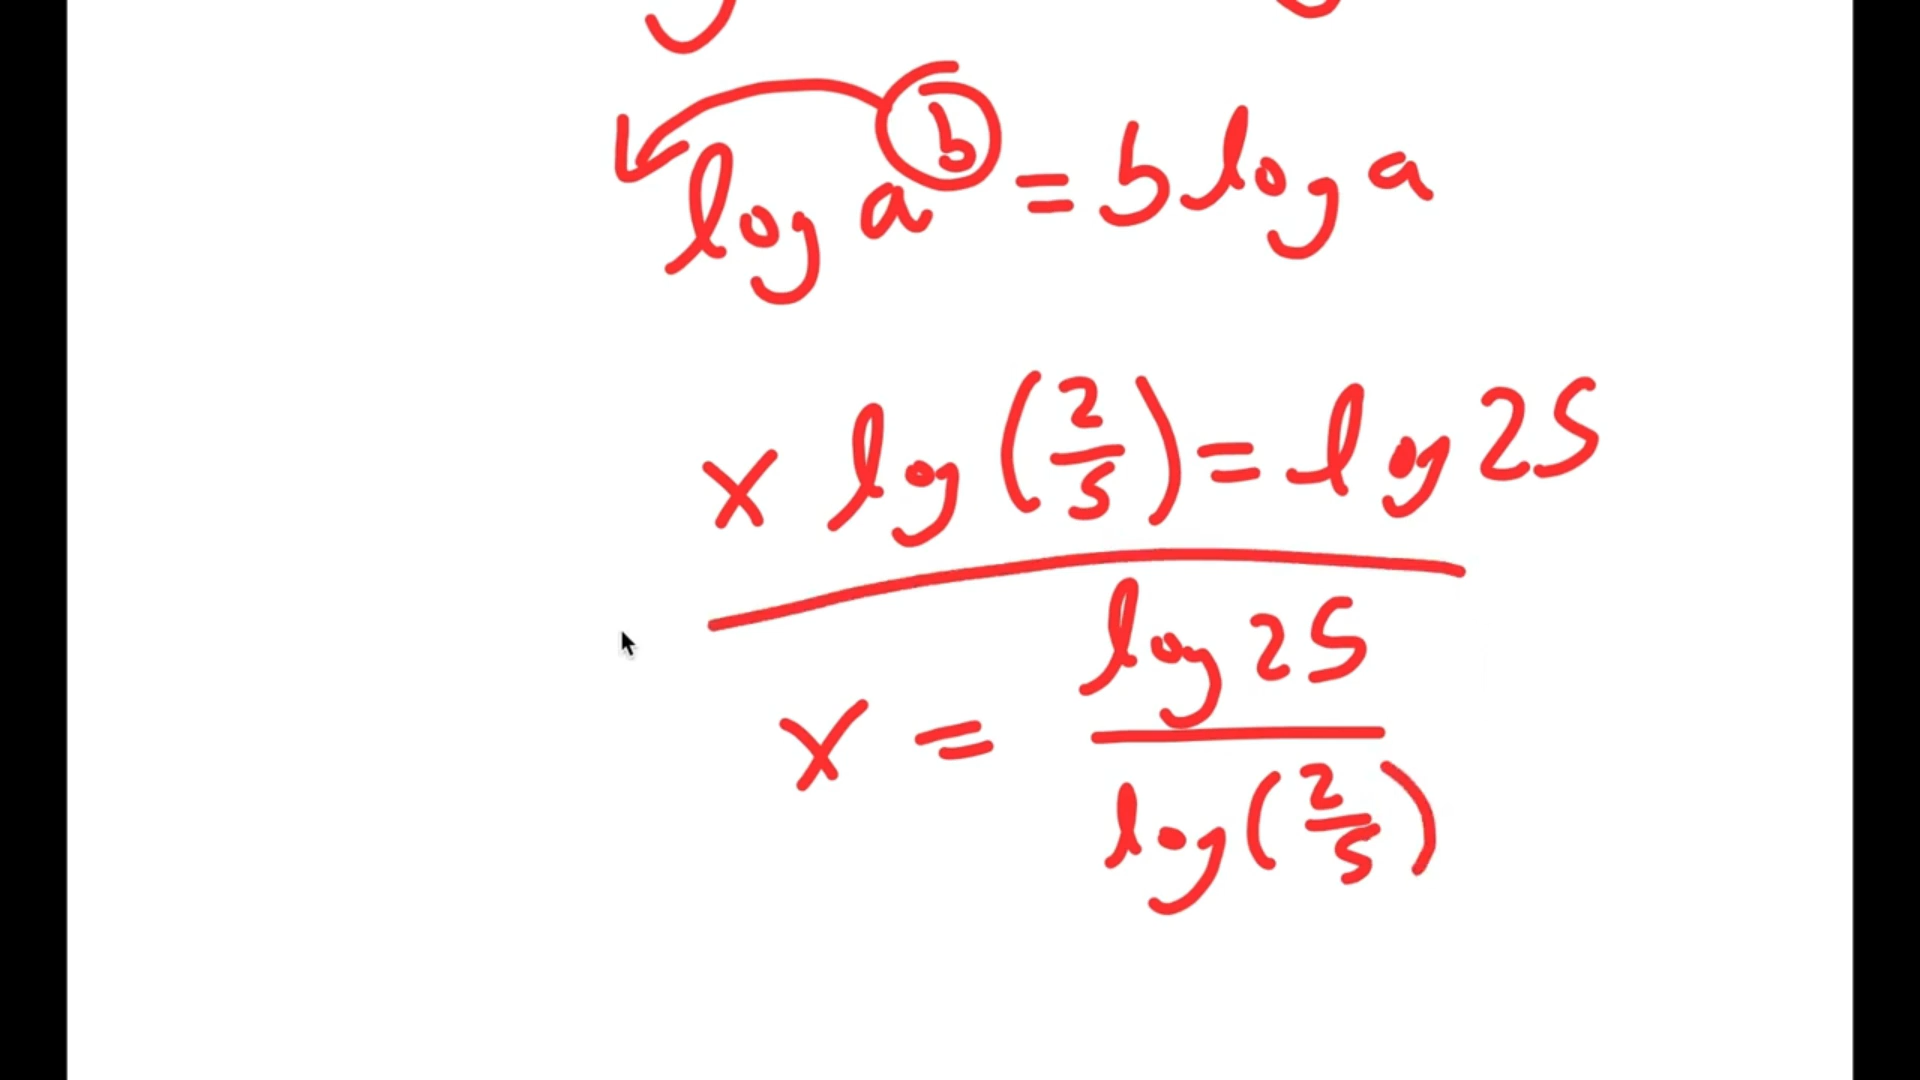 log a^b = b log a
x log (2/5) = log 25
x = log 25 / log (2/5)